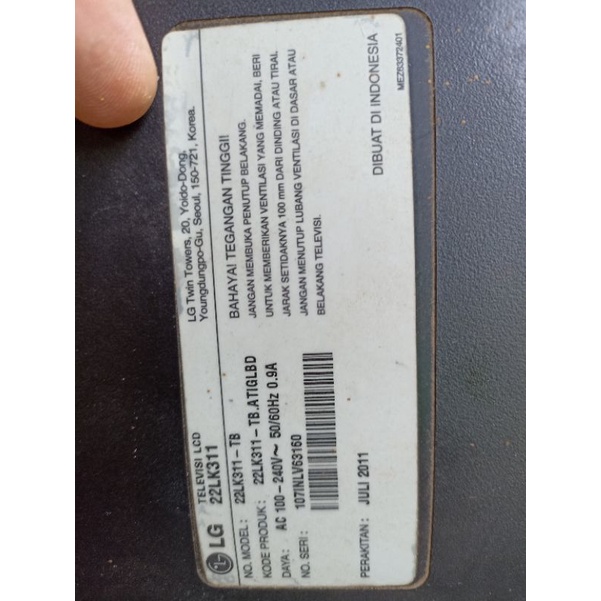 LG
TELEVISI LCD
22LK311
NO. MODEL: 22LK311-TB
KODE PRODUK: 22LK311-TB.ATIGLBD
DAYA: AC 100-240V~ 50/60Hz 0.9A
NO. SERI: 107INLV63160
PERAKITAN: JULI 2011
LG Twin Towers, 20, Yoido-Dong,
Youngdungpo-Gu, Seoul, 150-721, Korea.
BAHAYA! TEGANGAN TINGGI!
JANGAN MEMBUKA PENUTUP BELAKANG.
UNTUK MEMBERIKAN VENTILASI YANG MEMADAI, BERI
JARAK SETIDAKNYA 100 mm DARI DINDING ATAU TIRAI,
JANGAN MENUTUP LUBANG VENTILASI DI DASAR ATAU
BELAKANG TELEVISI.
DIBUAT DI INDONESIA
MEZ63372401